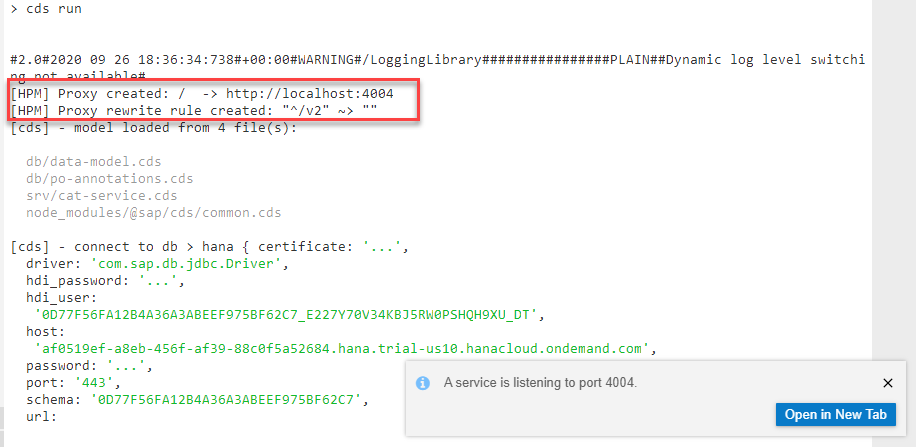 > cds run
#2.0#2020 09 26 18:36:34:738#+00:00#WARNING#/LoggingLibrary################PLAIN##Dynamic log level switchi
ng not available#
[HPM] Proxy created: /  -> http://localhost:4004
[HPM] Proxy rewrite rule created: "^/v2" ~> ""
[cds] - model loaded from 4 file(s):
db/data-model.cds
db/po-annotations.cds
srv/cat-service.cds
node_modules/@sap/cds/common.cds
[cds] - connect to db > hana { certificate: '...',
driver: 'com.sap.db.jdbc.Driver',
hdi_password: '...',
hdi_user:
'0D77F56FA12B4A36A3ABEEF975BF62C7_E227Y70V34KBJ5RW0PSHQH9XU_DT',
host:
'af0519ef-a8eb-456f-af39-88c0f5a52684.hana.trial-us10.hanacloud.ondemand.com',
password: '...',
port: '443',
schema: '0D77F56FA12B4A36A3ABEEF975BF62C7',
url:
A service is listening to port 4004.
Open in New Tab